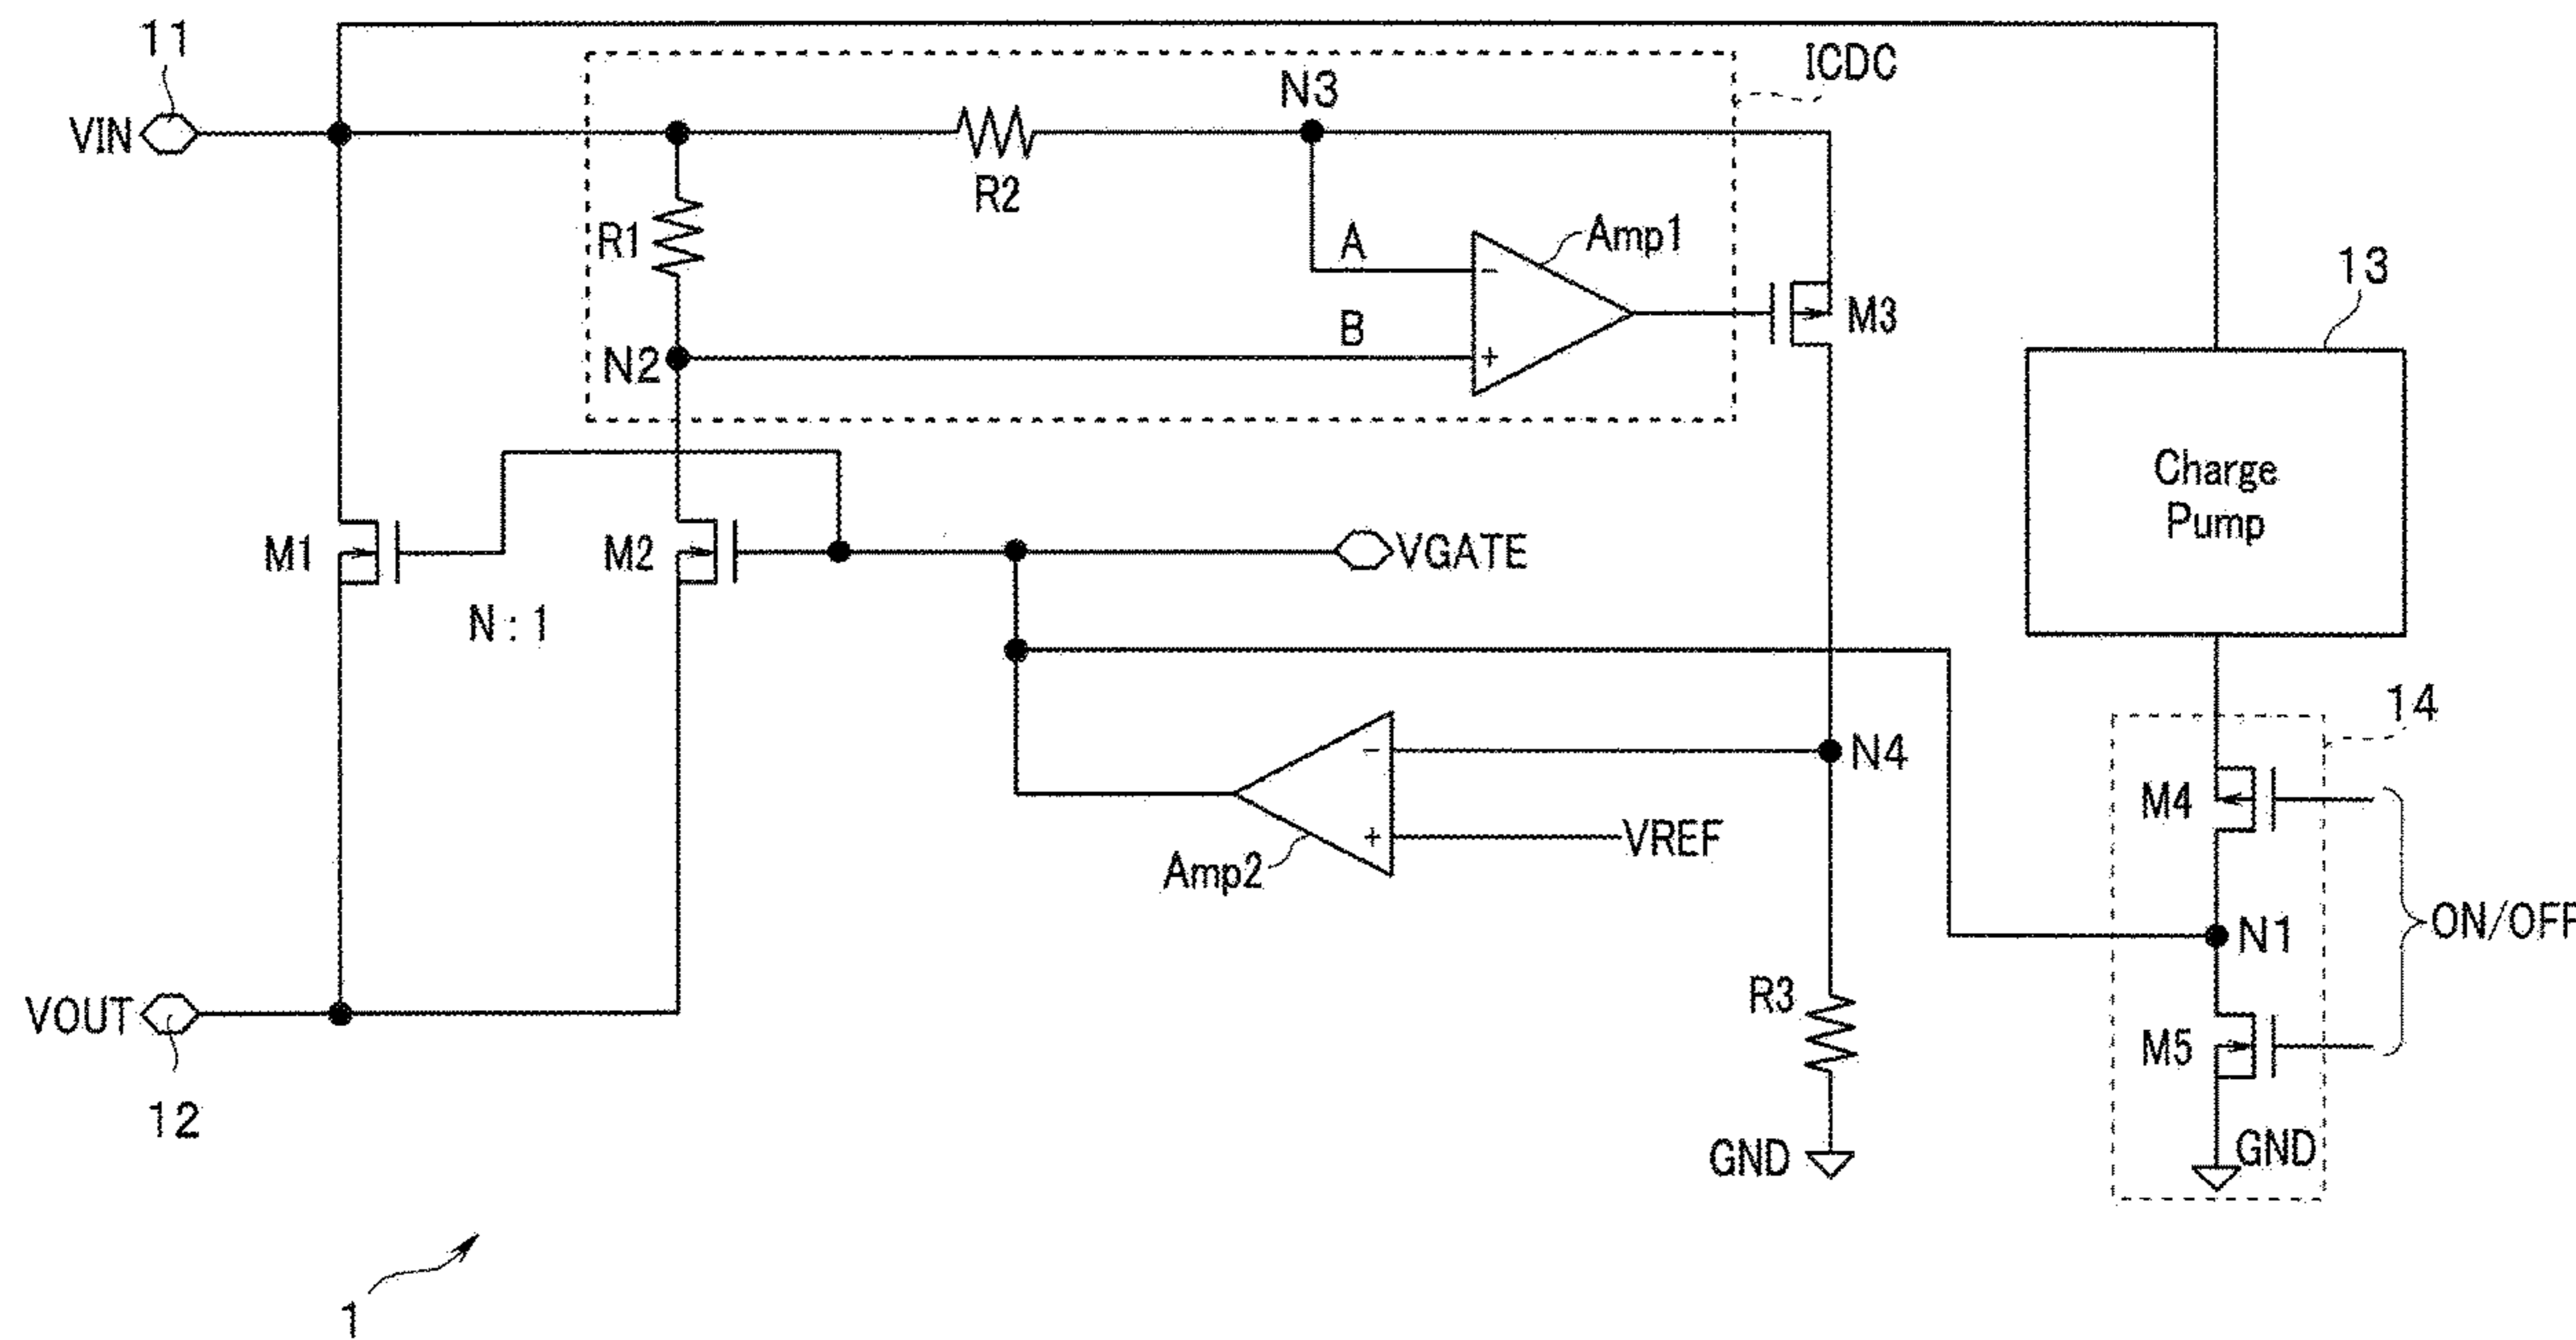 11
ICDC
N3
VIN
R2
R1
A
Amp1
13
-
M3
B
N2
+
Charge
Pump
M1
M2
VGATE
N : 1
14
-
N4
M4
+
VREF
Amp2
N1
ON/OFF
R3
VOUT
M5
12
GND
GND
1